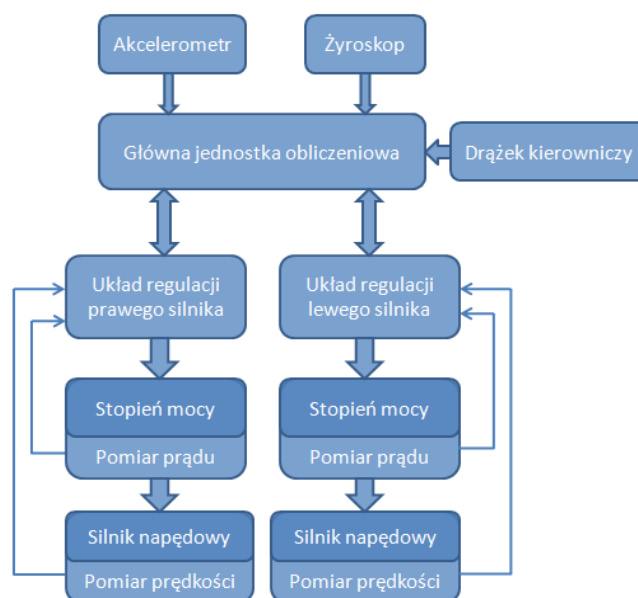 Akcelerometr
Żyroskop
Główna jednostka obliczeniowa
Drążek kierowniczy
Układ regulacji
prawego silnika
Układ regulacji
lewego silnika
Stopień mocy
Pomiar prądu
Stopień mocy
Pomiar prądu
Silnik napędowy
Pomiar prędkości
Silnik napędowy
Pomiar prędkości